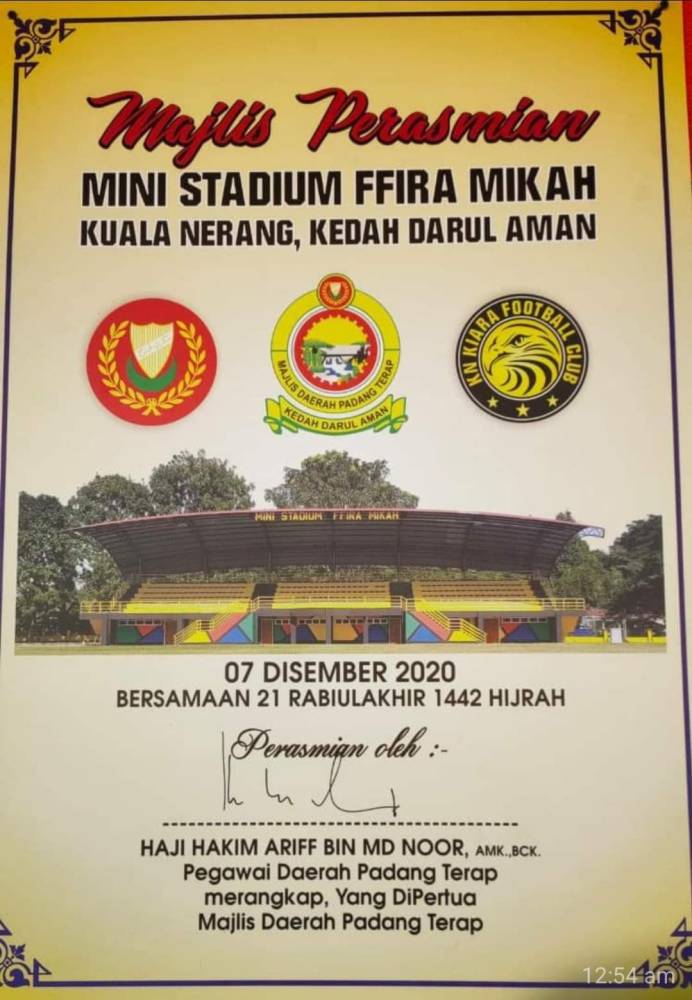 Majlis Perasmian
MINI STADIUM FFIRA MIKAH
KUALA NERANG, KEDAH DARUL AMAN
MAJLIS DAERAH PADANG TERAP
KEDAH DARUL AMAN
KN KIARA FOOTBALL CLUB
MINI STADIUM FFIRA MIKAH
07 DISEMBER 2020
BERSAMAAN 21 RABIULAKHIR 1442 HIJRAH
Perasmian oleh :-
HAJI HAKIM ARIFF BIN MD NOOR, AMK.,BCK.
Pegawai Daerah Padang Terap
merangkap, Yang DiPertua
Majlis Daerah Padang Terap
12:54 am